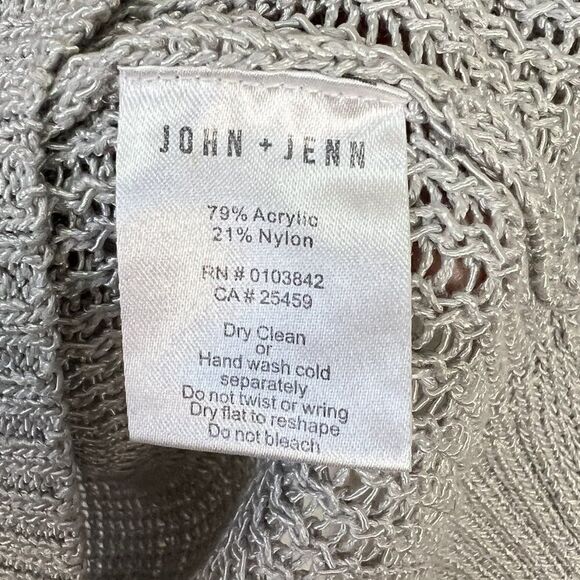 JOHN + JENN
79% Acrylic
21% Nylon
RN # 0103842
CA # 25459
Dry Clean
or
Hand wash cold
separately
Do not twist or wring
Dry flat to reshape
Do not bleach